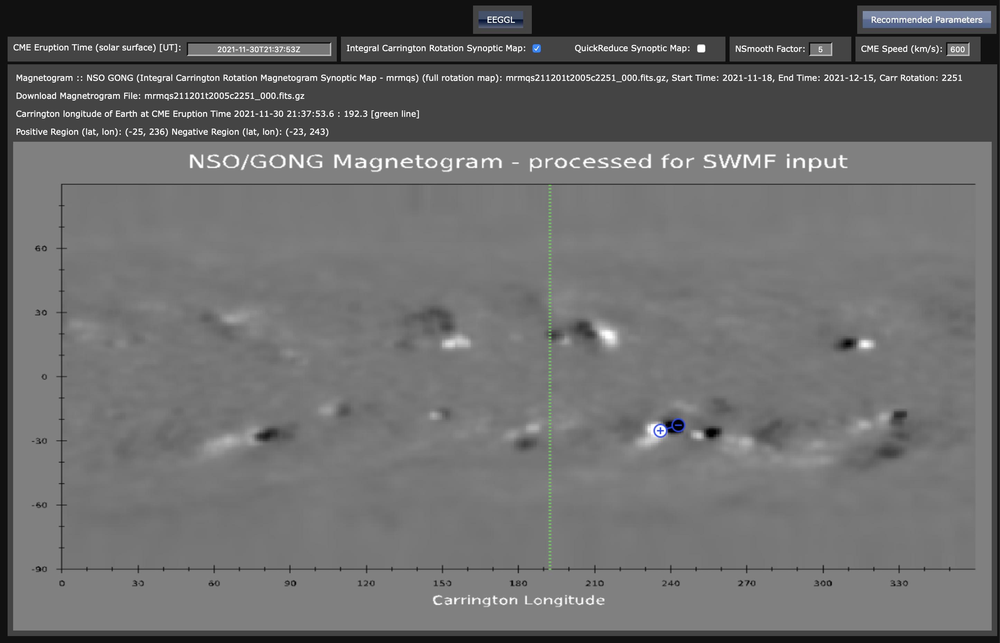 EEGGL
Recommended Parameters
CME Eruption Time (solar surface) [UT]: 2021-11-30T21:37:53Z
Integral Carrington Rotation Synoptic Map:
QuickReduce Synoptic Map:
NSmooth Factor: 5
CME Speed (km/s): 600
Magnetogram :: NSO GONG (Integral Carrington Rotation Magnetogram Synoptic Map - mrmqs) (full rotation map): mrmqs211201t2005c2251_000.fits.gz, Start Time: 2021-11-18, End Time: 2021-12-15, Carr Rotation: 2251
Download Magnetrogram File: mrmqs211201t2005c2251_000.fits.gz
Carrington longitude of Earth at CME Eruption Time 2021-11-30 21:37:53.6 : 192.3 [green line]
Positive Region (lat, lon): (-25, 236) Negative Region (lat, lon): (-23, 243)
NSO/GONG Magnetogram - processed for SWMF input
60
30
0
-30
-60
-90
0 30 60 90 120 150 180 210 240 270 300 330
Carrington Longitude